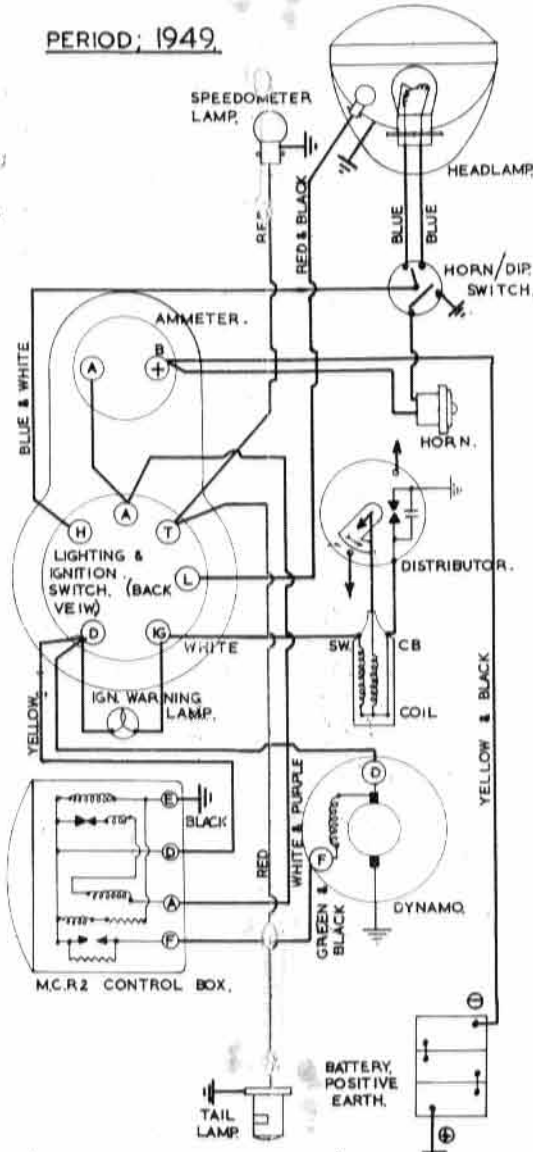 PERIOD; 1949.
SPEEDOMETER
LAMP.
HEADLAMP.
RED & BLACK
BLUE
BLUE
HORN/DIP.
SWITCH.
AMMETER.
B
A
+
BLUE & WHITE
HORN.
A
H
T
LIGHTING &
IGNITION
SWITCH. (BACK
VEIW)
L
DISTRIBUTOR.
D
IG
WHITE
SW.
CB
IGN. WARNING
LAMP.
COIL
YELLOW.
YELLOW & BLACK
D
E
BLACK
WHITE & PURPLE
D
RED
F
A
GREEN &
BLACK
DYNAMO.
F
M.C.R2 CONTROL BOX.
⊖
BATTERY,
POSITIVE
EARTH.
TAIL
LAMP.
⊕